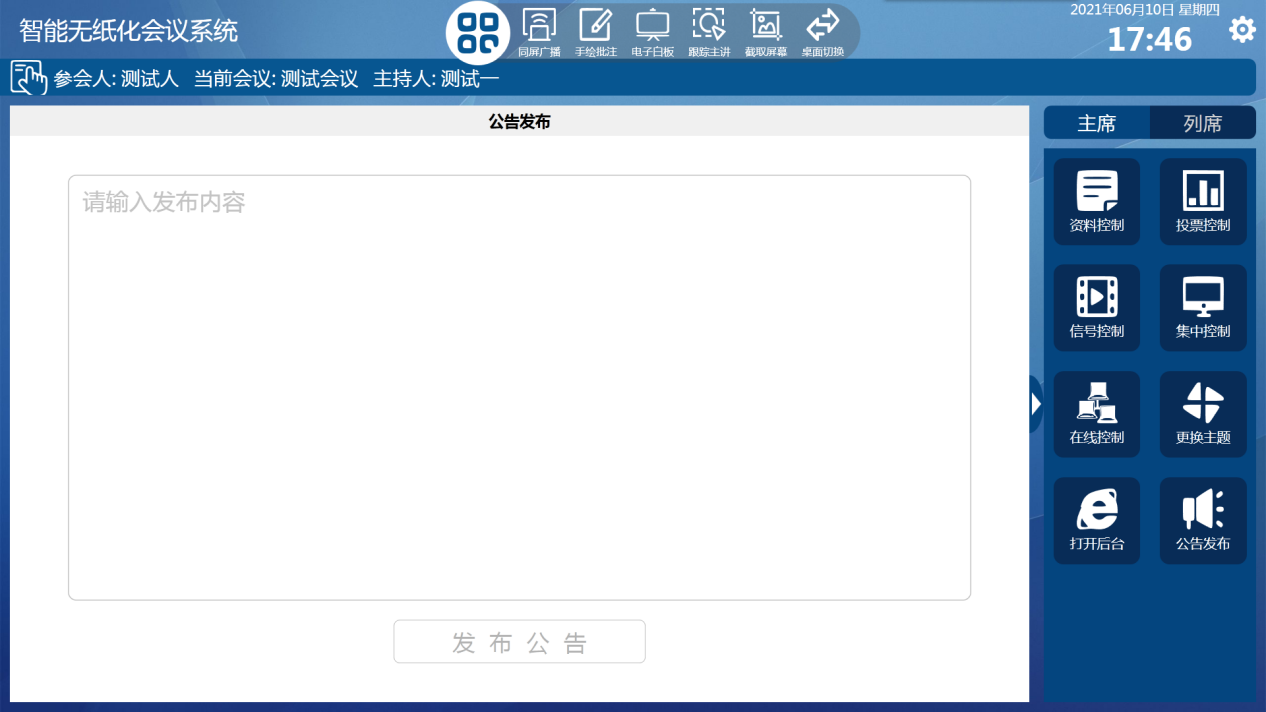 智能无纸化会议系统
同屏广播 手绘批注 电子白板 跟踪主讲 截取屏幕 桌面切换
2021年06月10日 星期四
17:46
参会人: 测试人 当前会议: 测试会议 主持人: 测试一
公告发布
主席 列席
请输入发布内容
资料控制 投票控制
信号控制 集中控制
在线控制 更换主题
打开后台 公告发布
发布公告